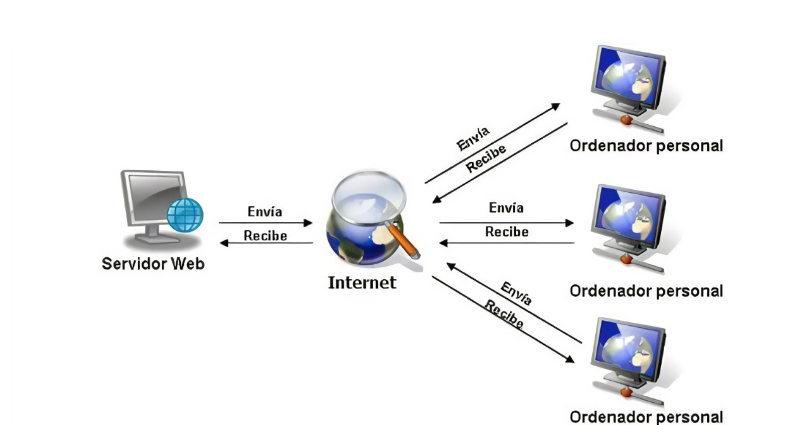 Envía
Recibe
Ordenador personal
Servidor Web
Envía
Recibe
Internet
Envía
Recibe
Ordenador personal
Envía
Recibe
Ordenador personal